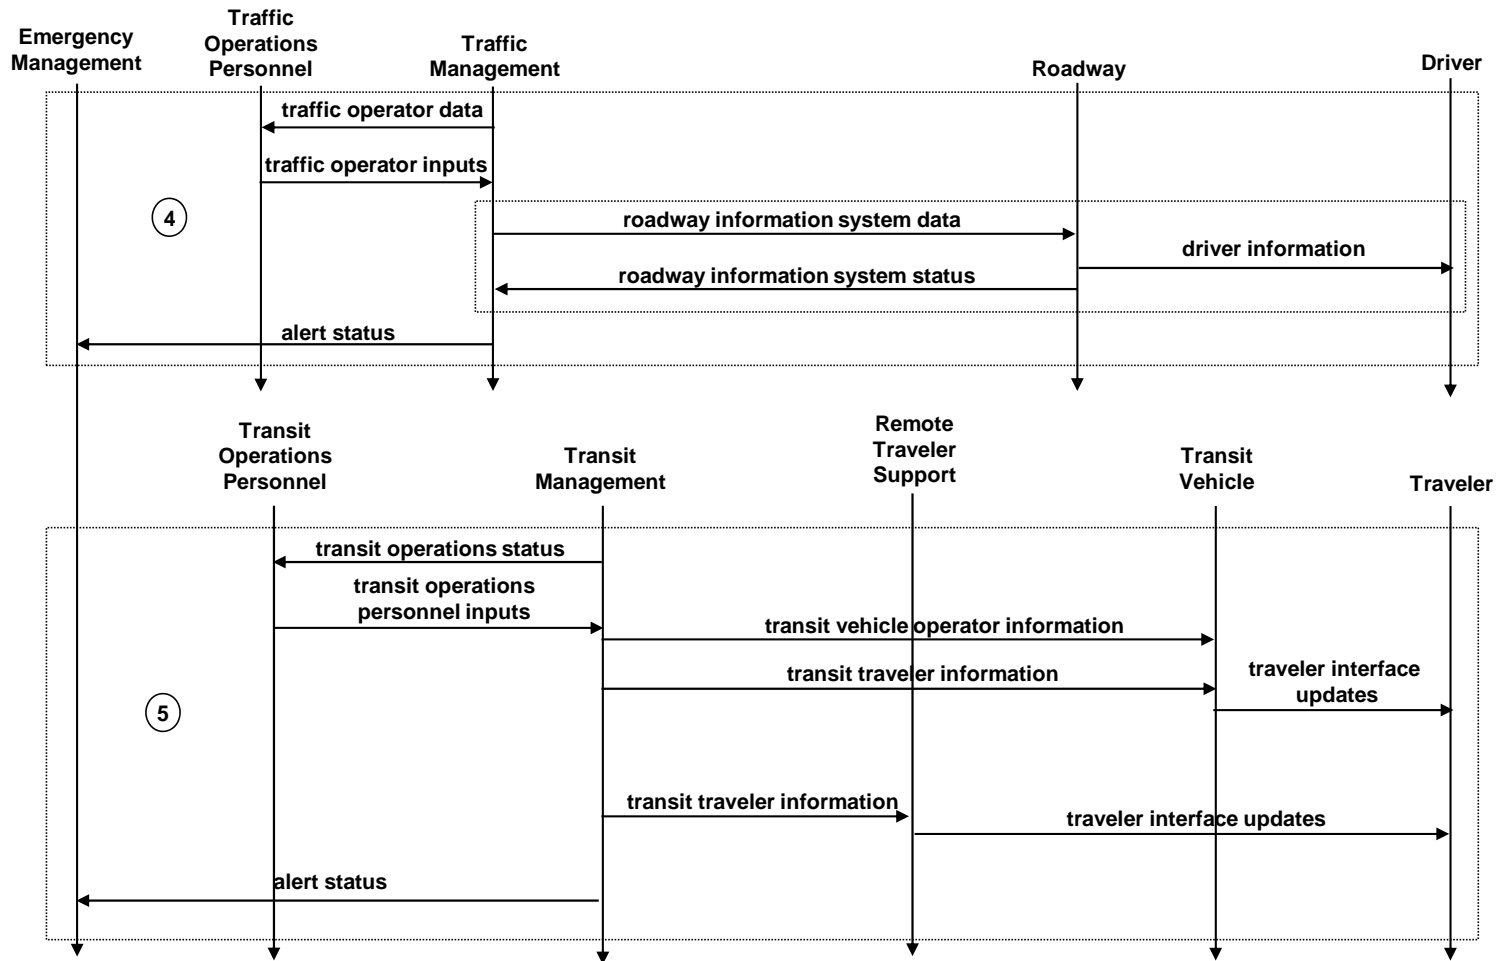 Emergency
Management
Traffic
Operations
Personnel
Traffic
Management
Roadway
Driver
traffic operator data
traffic operator inputs
4
roadway information system data
driver information
roadway information system status
alert status
Transit
Operations
Personnel
Transit
Management
Remote
Traveler
Support
Transit
Vehicle
Traveler
transit operations status
transit operations
personnel inputs
transit vehicle operator information
transit traveler information
traveler interface
updates
5
transit traveler information
traveler interface updates
alert status